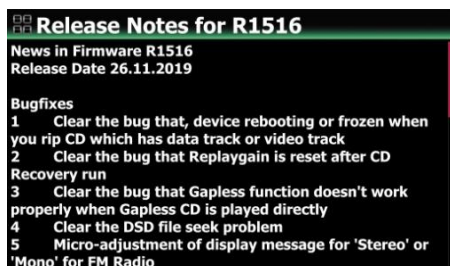 Release Notes for R1516
News in Firmware R1516
Release Date 26.11.2019
Bugfixes
1 Clear the bug that, device rebooting or frozen when
you rip CD which has data track or video track
2 Clear the bug that Replaygain is reset after CD
Recovery run
3 Clear the bug that Gapless function doesn't work
properly when Gapless CD is played directly
4 Clear the DSD file seek problem
5 Micro-adjustment of display message for 'Stereo' or
'Mono' for FM Radio